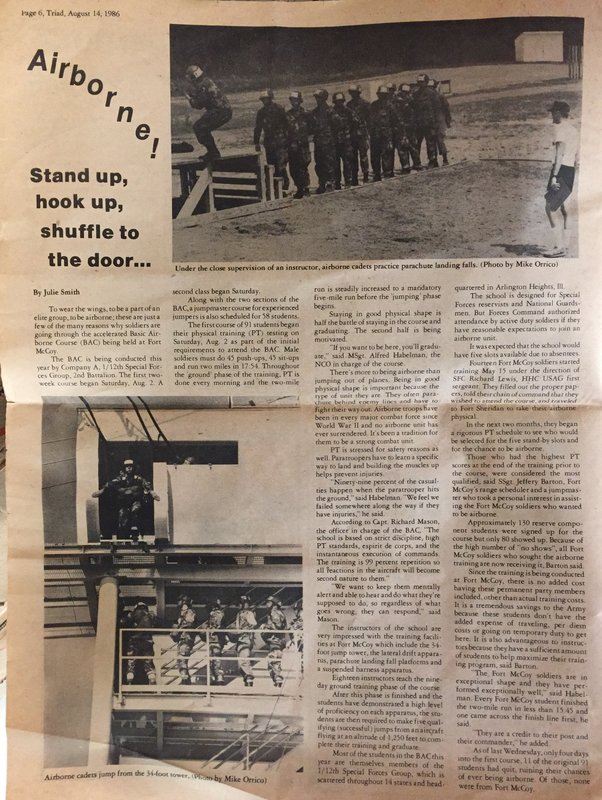 Page 6, Triad, August 14, 1986
Airborne!
Stand up,
hook up,
shuffle to
the door...
Under the close supervision of an instructor, airborne cadets practice parachute landing falls. (Photo by Mike Orrico)
By Julie Smith
To wear the wings, to be a part of an
elite group, to be airborne; these are just
a few of many reasons why soldiers are
going through the accelerated Basic Air-
borne Course (BAC) being held at Fort
McCoy.
The BAC is being conducted this
year by Company A, 1/12th Special For-
ces Group, 2nd Battalion. The first two-
week course began Saturday, Aug. 2. A
second class began Saturday.
Along with the two sections of the
BAC, a jumpmaster course for experienced
jumpers is also scheduled for 58 students.
The first course of 91 students began
their physical training (PT) testing on
Saturday, Aug. 2 as part of the initial
requirements to attend the BAC. Male
soldiers must do 45 push-ups, 45 sit-ups
and run two miles in 17:54. Throughout
the 'ground' phase of the training, PT is
done every morning and the two-mile
run is steadily increased to a mandatory
five-mile run before the 'jumping' phase
begins.
Staying in good physical shape is
half the battle of staying in the course and
graduating. The second half is being
motivated.
"If you want to be here, you'll gradu-
ate," said MSgt. Alfred Habelman, the
NCO in charge of the course.
There's more to being airborne than
jumping out of planes. Being in good
physical shape is important because the
type of unit they are. They often para-
chute behind enemy lines and have to
fight their way out. Airborne troops have
been in every major combat force since
World War II and no airborne unit has
ever surrendered. It's been a tradition for
them to be a strong combat unit.
PT is stressed for safety reasons as
well. Paratroopers have to learn a specific
way to land and building the muscles up
helps prevent injuries.
"Ninety-nine percent of the casual-
ties happen when the paratrooper hits
the ground," said Habelman. "We feel we
failed somewhere along the way if they
have injuries," he said.
According to Capt. Richard Mason,
the officer in charge of the BAC, "The
school is based on strict discipline, high
PT standards, espirit de corps, and the
instantaneous execution of commands.
The training is 99 percent repetition so
all reactions in the aircraft will become
second nature to them."
"We want to keep them mentally
alert and able to hear and do what they're
supposed to do, so regardless of what
goes wrong, they can respond," said
Mason.
The instructors of the school are
very impressed with the training facili-
ties at Fort McCoy which include the 34-
foot jump tower, the lateral drift appara-
tus, parachute landing fall platforms and
a suspended harness apparatus.
Eighteen instructors teach the nine-
day ground training phase of the course.
After this phase is finished and the
students have demonstrated a high level
of proficiency on each apparatus, the stu-
dents are then required to make five qual-
ifying (successful) jumps from an aircraft
flying at an altitude of 1,250 feet to com-
plete their training and graduate.
Most of the students in the BAC this
year are themselves members of the
1/12th Special Forces Group, which is
scattered throughout 14 states and head-
quartered in Arlington Heights, Ill.
The school is designed for Special
Forces reservists and National Guards-
men. But Forces Command authorized
attendance by active duty soldiers if they
have reasonable expectations to join an
airborne unit.
It was expected that the school would
have five slots available due to absentees.
Fourteen Fort McCoy soldiers started
training May 15 under the direction of
SFC Richard Lewis, HHC USAG first
sergeant. They filled out the proper pap-
ers, told their chain of command that they
wished to attend the course, and traveled
to Fort Sheridan to take their airborne
physical.
In the next two months, they began
a rigorous PT schedule to see who would
be selected for the five stand-by slots and
for the chance to be airborne.
Those who had the highest PT
scores at the end of the training prior to
the course, were considered the most
qualified, said SSgt. Jeffery Barton, Fort
McCoy's range scheduler and a jumpmas-
ter who took a personal interest in assist-
ing the Fort McCoy soldiers who wanted
to be airborne.
Approximately 130 reserve compo-
nent students were signed up for the
course but only 80 showed up. Because of
the high number of "no shows", all Fort
McCoy soldiers who sought the airborne
training are now receiving it, Barton said.
Since the training is being conducted
at Fort McCoy, there is no added cost
having these permanent party members
included, other than actual training costs.
It is a tremendous savings to the Army
because these students don't have the
added expense of traveling, per diem
costs or going on temporary duty to get
here. It is also advantageous to instruc-
tors because they have a sufficient amount
of students to help maximize their train-
ing program, said Barton.
"The Fort McCoy soldiers are in
exceptional shape and they have per-
formed exceptionally well," said Habel-
man. Every Fort McCoy student finished
the two-mile run in less than 15:45 and
one came across the finish line first, he
said.
"They are a credit to their post and
their commander," he added.
As of last Wednesday, only four days
into the first course, 11 of the original 91
students had quit, ruining their chances
of ever being airborne. Of those, none
were from Fort McCoy.
Airborne cadets jump from the 34-foot tower. (Photo by Mike Orrico)